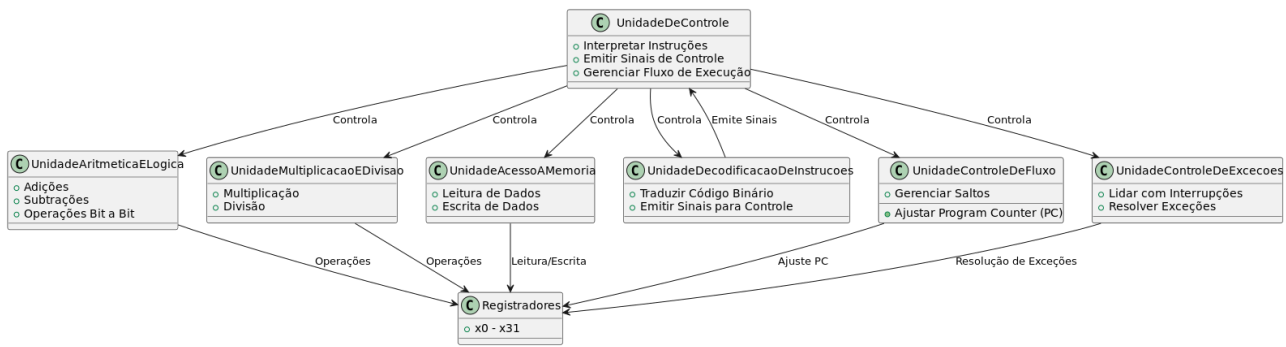 C UnidadeDeControle
Interpretar Instruções
Emitir Sinais de Controle
Gerenciar Fluxo de Execução
Controla
Controla
Controla
Controla
Emite Sinais
Controla
Controla
C UnidadeAritmeticaELogica
Adições
Subtrações
Operações Bit a Bit
C UnidadeMultiplicacaoEDivisao
Multiplicação
Divisão
C UnidadeAcessoAMemoria
Leitura de Dados
Escrita de Dados
C UnidadeDecodificacaoDeInstrucoes
Traduzir Código Binário
Emitir Sinais para Controle
C UnidadeControleDeFluxo
Gerenciar Saltos
Ajustar Program Counter (PC)
C UnidadeControleDeExcecoes
Lidar com Interrupções
Resolver Exceções
Operações
Operações
Leitura/Escrita
Ajuste PC
Resolução de Exceções
C Registradores
x0 - x31